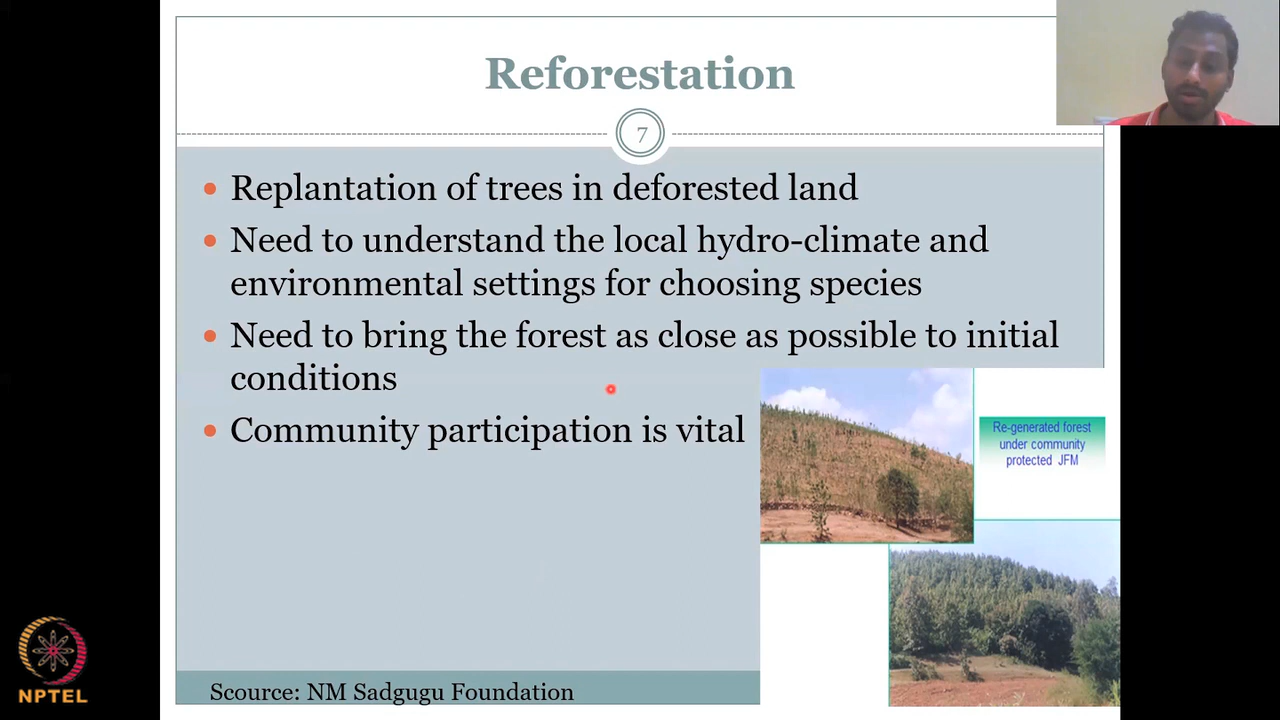 Reforestation
7
Replantation of trees in deforested land
Need to understand the local hydro-climate and
environmental settings for choosing species
Need to bring the forest as close as possible to initial
conditions
Community participation is vital
Re-generated forest
under community
protected JFM
Scource: NM Sadgugu Foundation
NPTEL